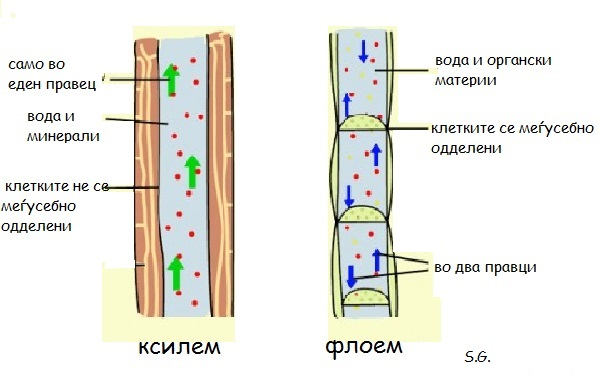 само во
еден правец
вода и
минерали
клетките не се
меѓусебно
одделени
ксилем
вода и органски
материи
клетките се меѓусебно
одделени
во два правци
флоем
S.G.